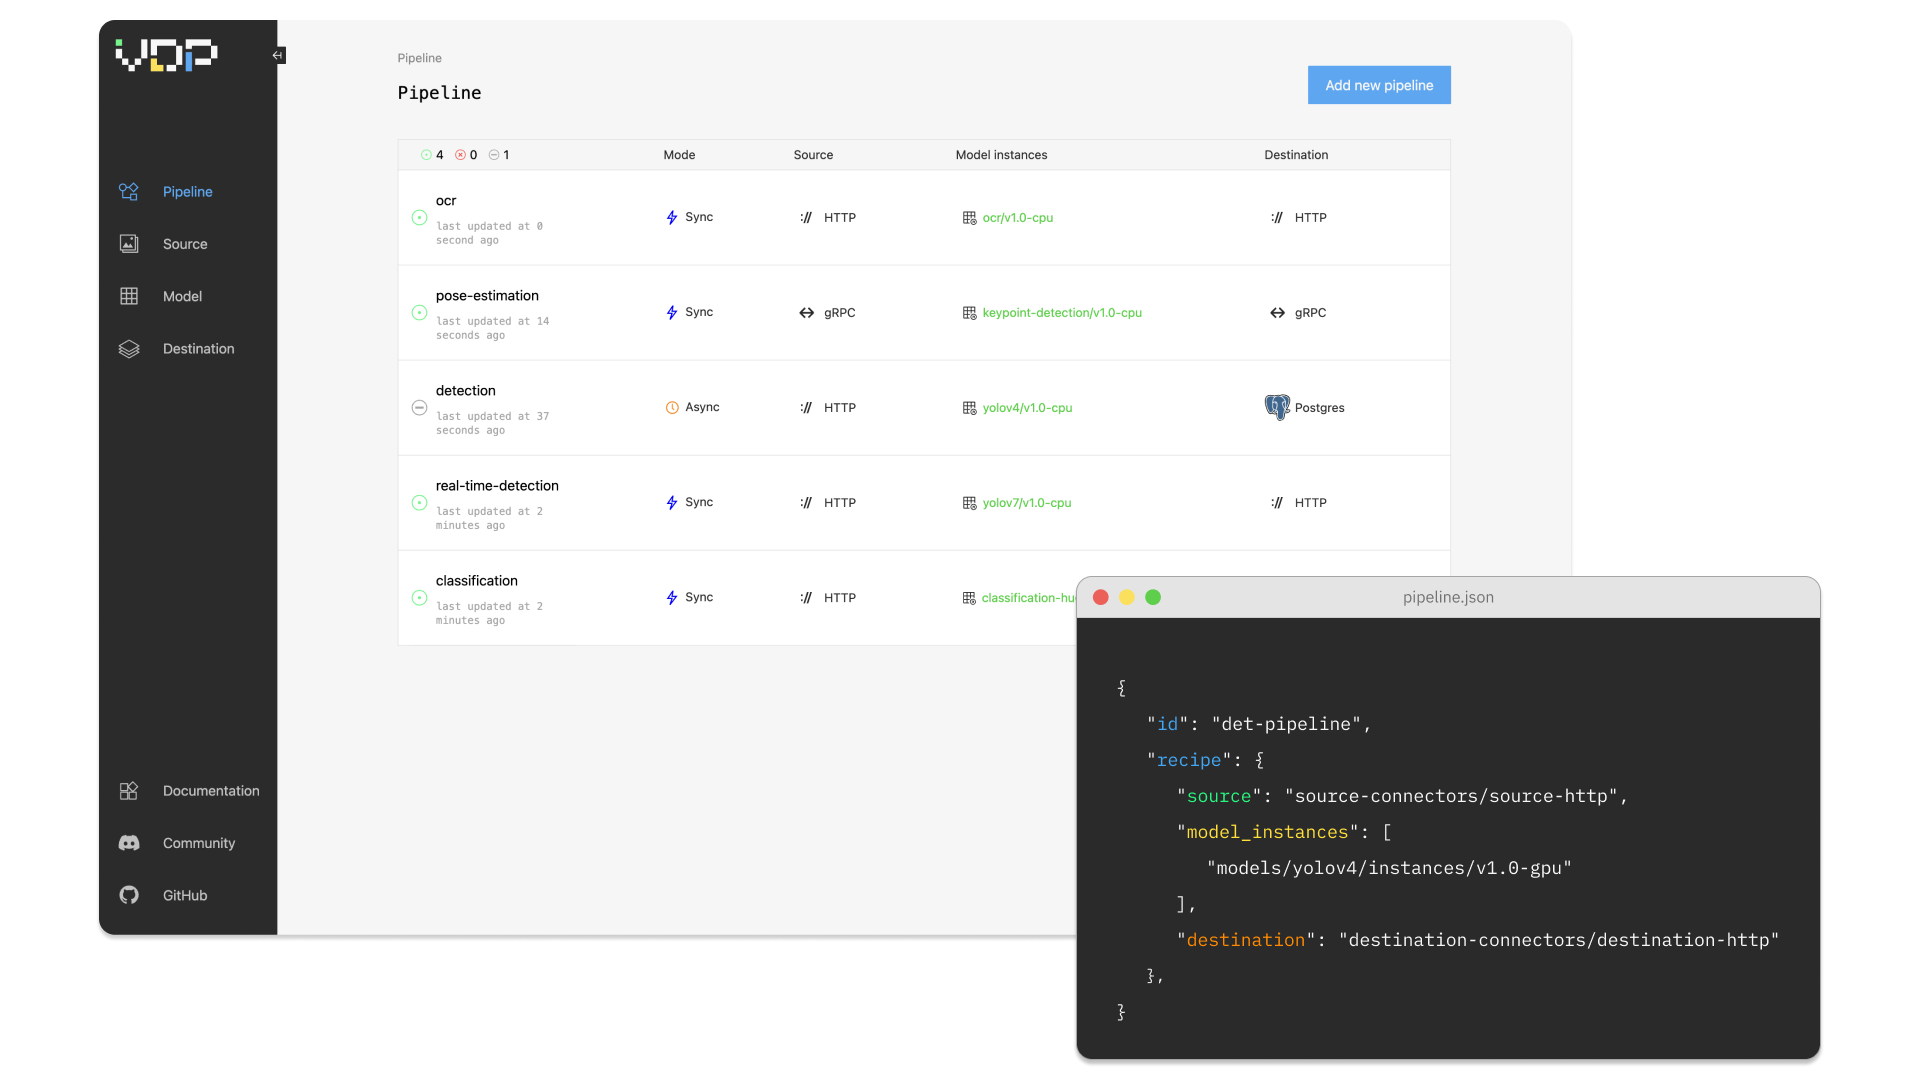 VDP
Pipeline
Source
Model
Destination
Documentation
Community
GitHub
Pipeline
Pipeline
Add new pipeline
4 0 1 Mode Source Model instances Destination
ocr
last updated at 0
second ago
Sync :// HTTP ocr/v1.0-cpu :// HTTP
pose-estimation
last updated at 14
seconds ago
Sync gRPC keypoint-detection/v1.0-cpu gRPC
detection
last updated at 37
seconds ago
Async :// HTTP yolov4/v1.0-cpu Postgres
real-time-detection
last updated at 2
minutes ago
Sync :// HTTP yolov7/v1.0-cpu :// HTTP
classification
last updated at 2
minutes ago
Sync :// HTTP classification-hu
pipeline.json
{
"id": "det-pipeline",
"recipe": {
"source": "source-connectors/source-http",
"model_instances": [
"models/yolov4/instances/v1.0-gpu"
],
"destination": "destination-connectors/destination-http"
},
}